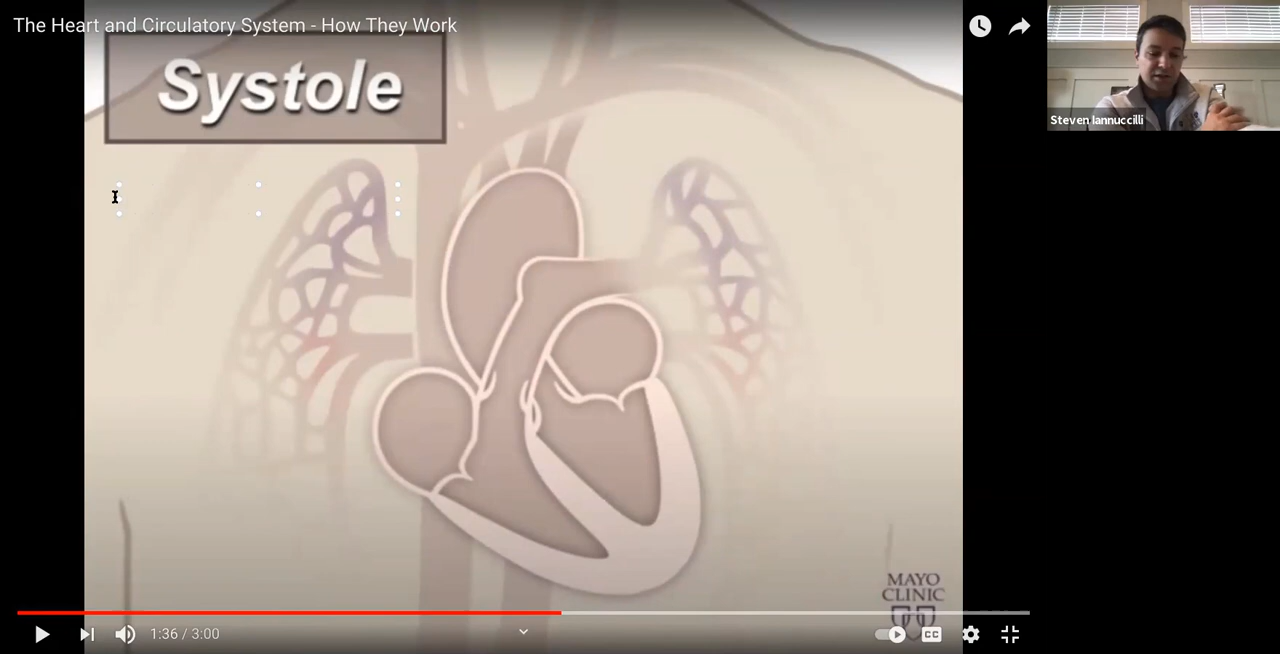 The Heart and Circulatory System - How They Work
Systole
Steven Iannuccilli
MAYO
CLINIC
1:36 / 3:00
CC